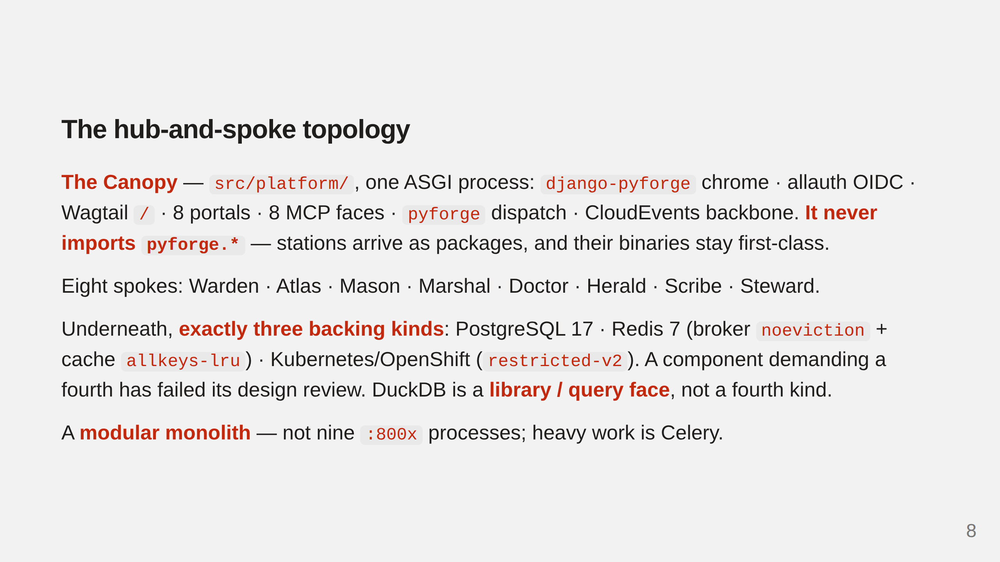 The hub-and-spoke topology
The Canopy — src/platform/, one ASGI process: django-pyforge chrome · allauth OIDC ·
Wagtail / · 8 portals · 8 MCP faces · pyforge dispatch · CloudEvents backbone. It never
imports pyforge.* — stations arrive as packages, and their binaries stay first-class.
Eight spokes: Warden · Atlas · Mason · Marshal · Doctor · Herald · Scribe · Steward.
Underneath, exactly three backing kinds: PostgreSQL 17 · Redis 7 (broker noeviction +
cache allkeys-lru) · Kubernetes/OpenShift (restricted-v2). A component demanding a
fourth has failed its design review. DuckDB is a library / query face, not a fourth kind.
A modular monolith — not nine :800x processes; heavy work is Celery.
8